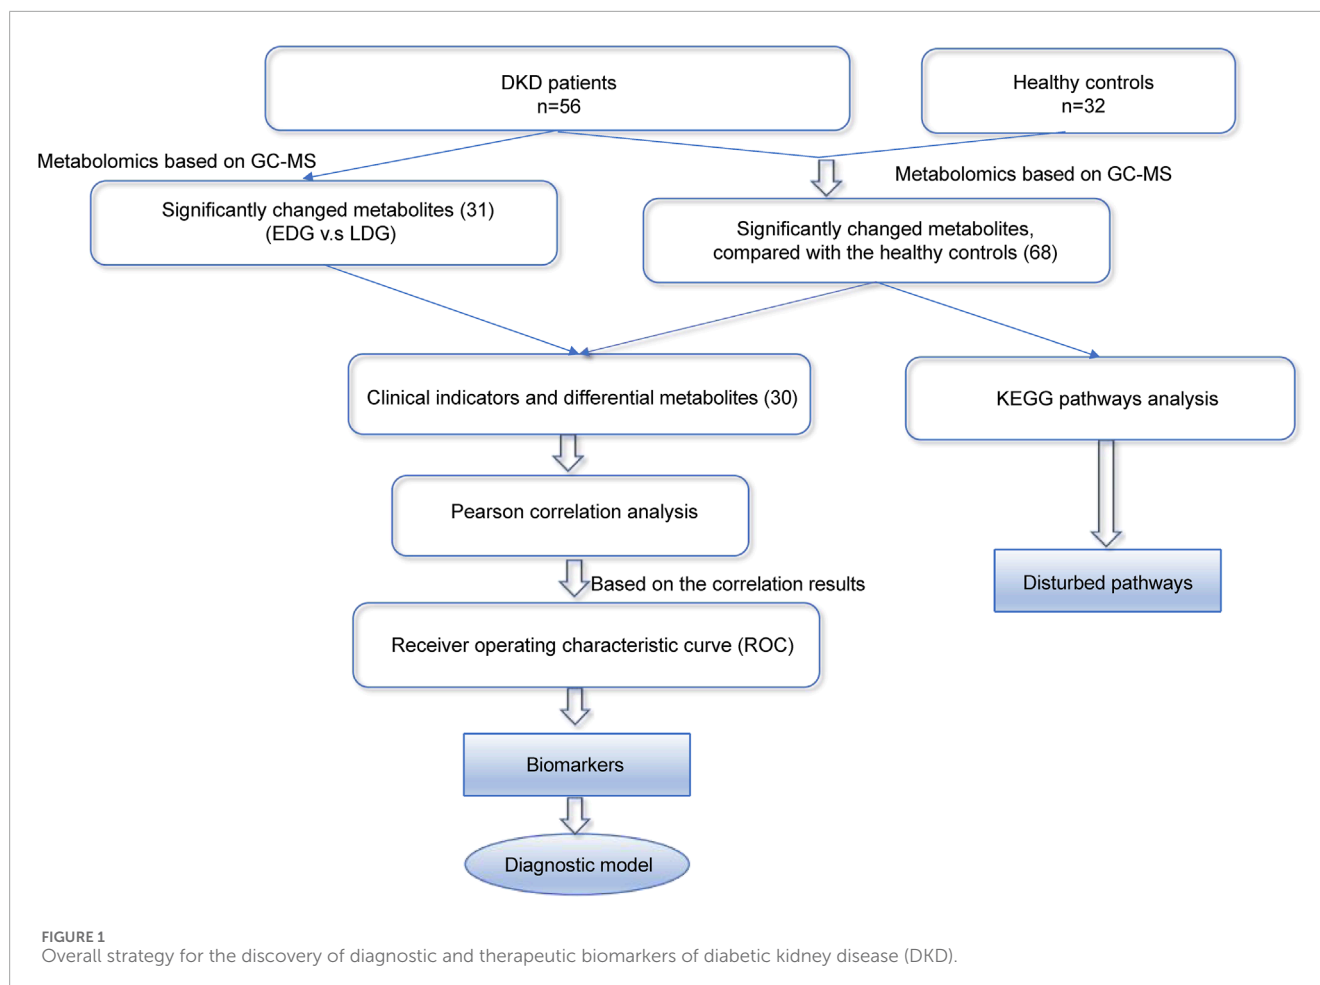 DKD patients
n=56
Healthy controls
n=32
Metabolomics based on GC-MS
Metabolomics based on GC-MS
Significantly changed metabolites (31)
(EDG v.s LDG)
Significantly changed metabolites,
compared with the healthy controls (68)
Clinical indicators and differential metabolites (30)
KEGG pathways analysis
Pearson correlation analysis
Based on the correlation results
Disturbed pathways
Receiver operating characteristic curve (ROC)
Biomarkers
Diagnostic model
FIGURE 1
Overall strategy for the discovery of diagnostic and therapeutic biomarkers of diabetic kidney disease (DKD).